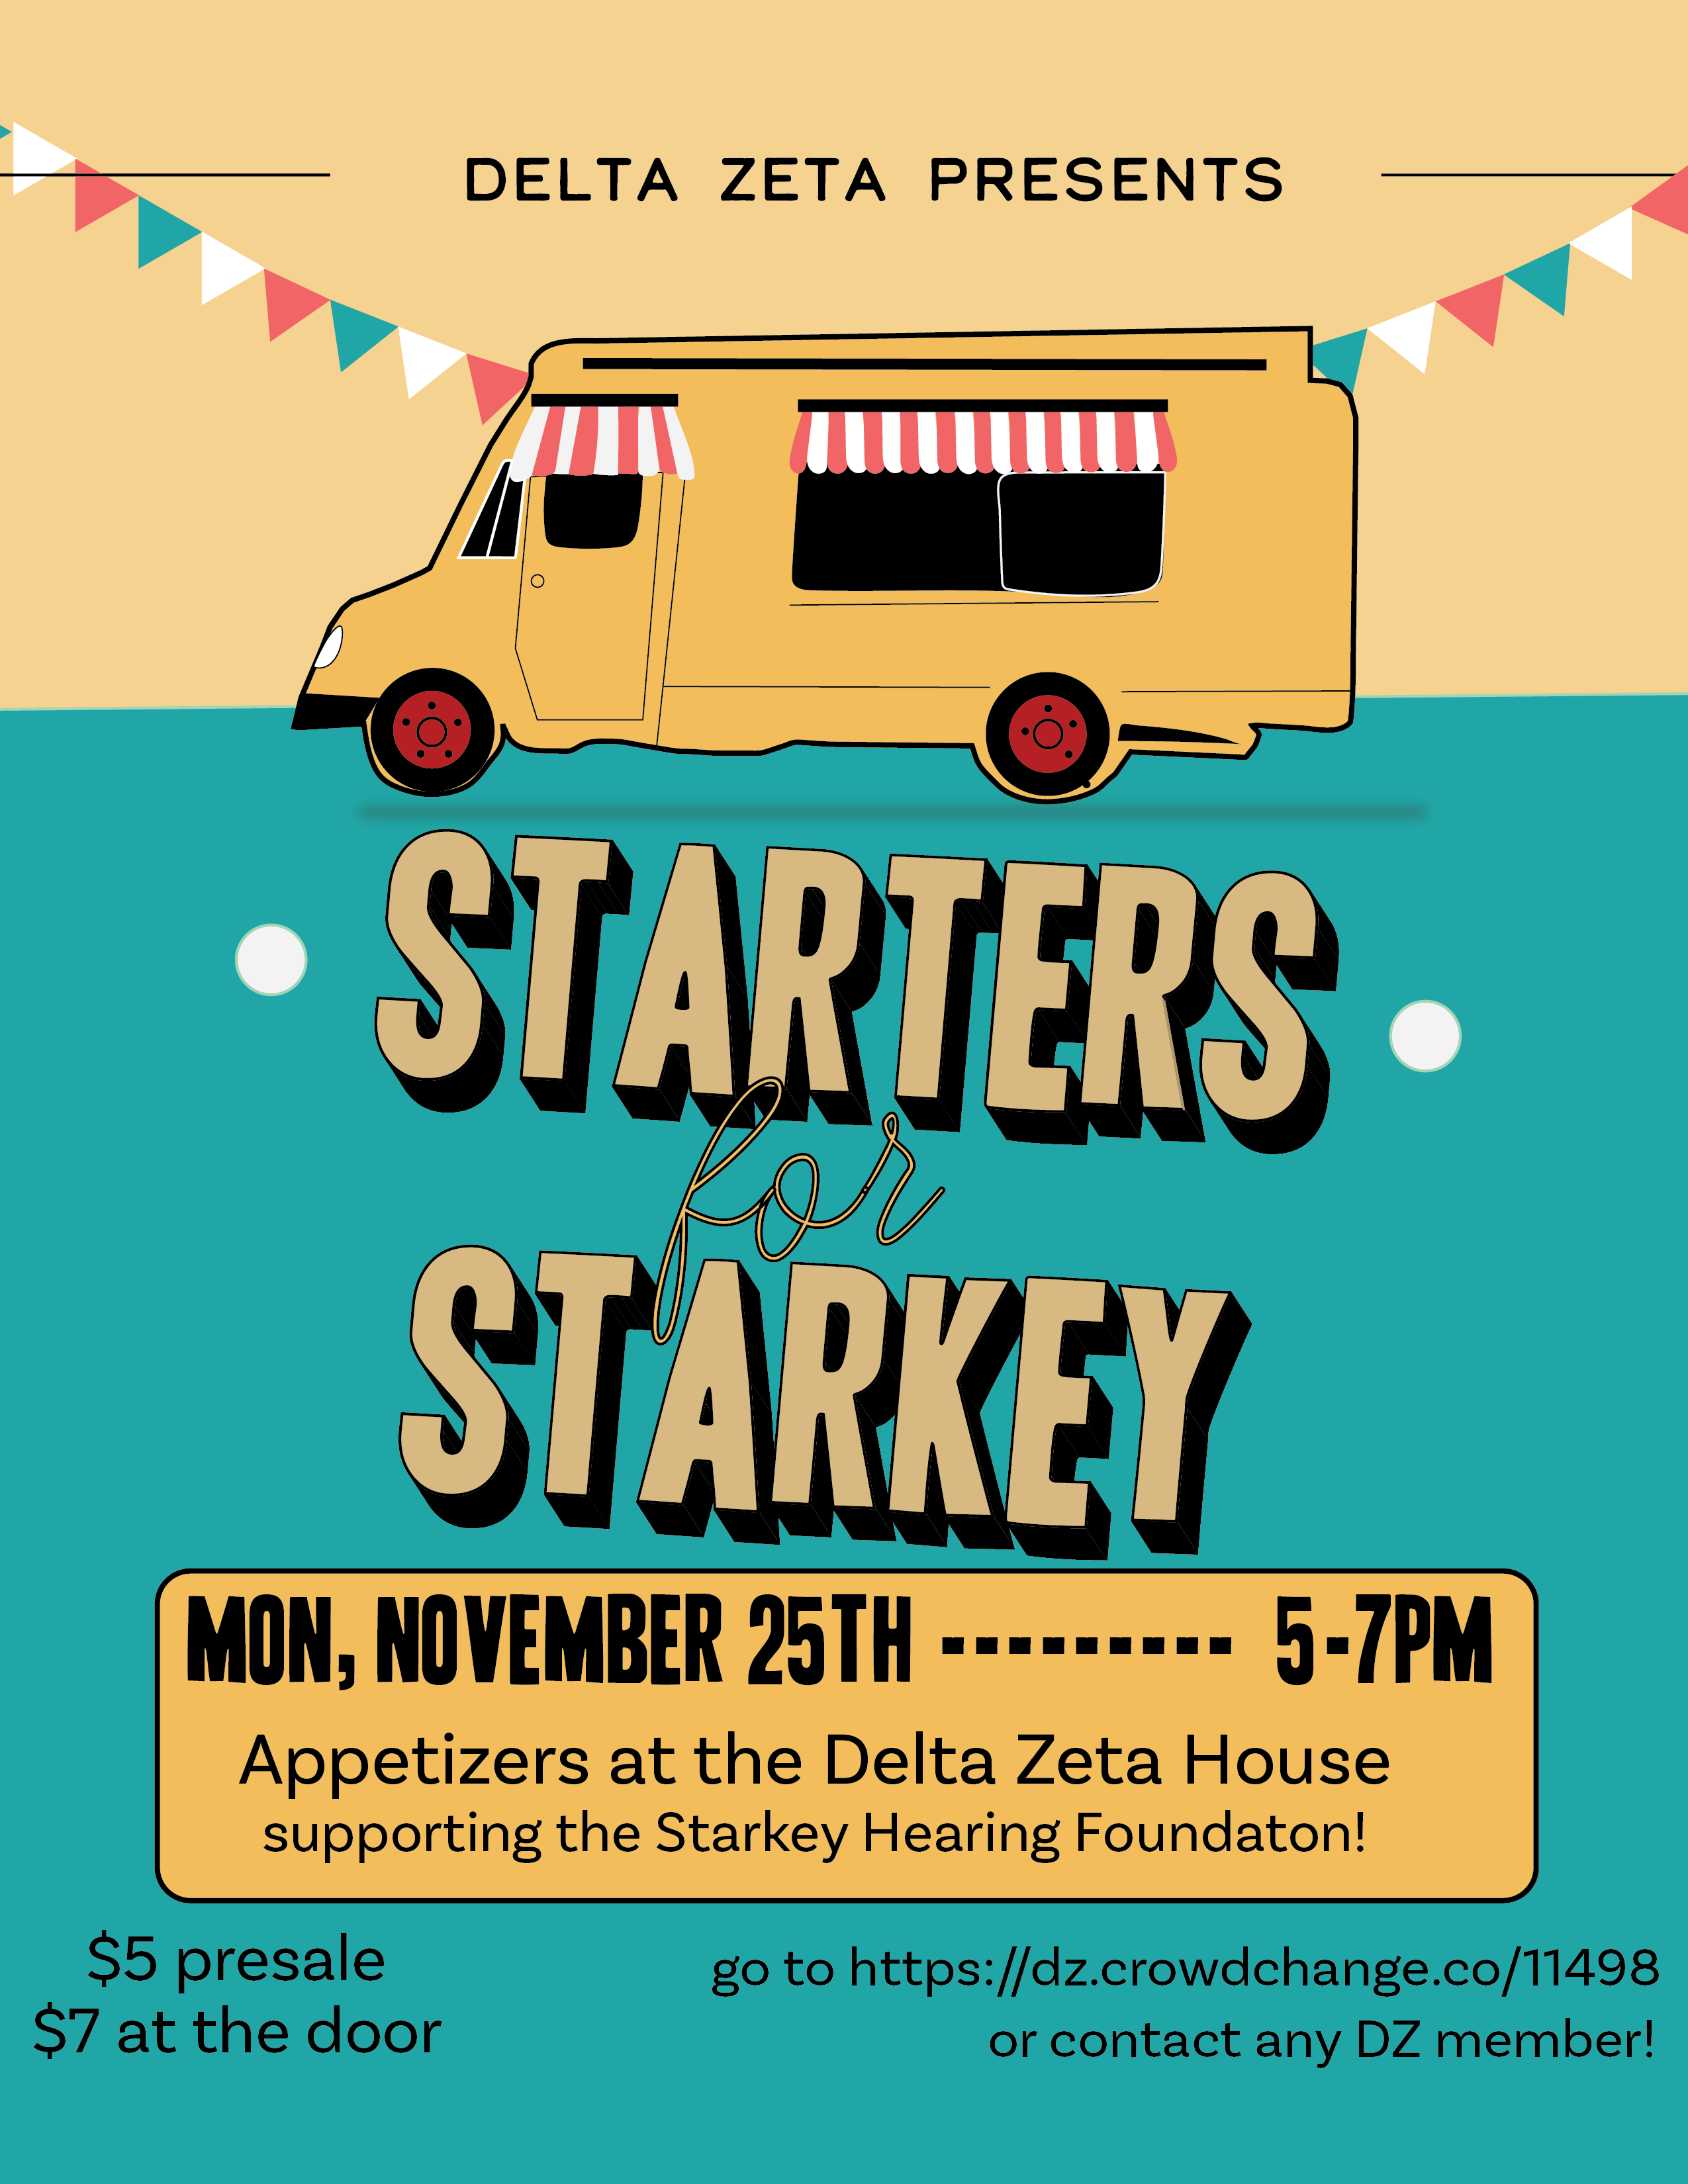 DELTA ZETA PRESENTS
STARTERS
for
STARKEY
MON, NOVEMBER 25TH --------- 5-7PM
Appetizers at the Delta Zeta House
supporting the Starkey Hearing Foundaton!
$5 presale
$7 at the door
go to https://dz.crowdchange.co/11498
or contact any DZ member!